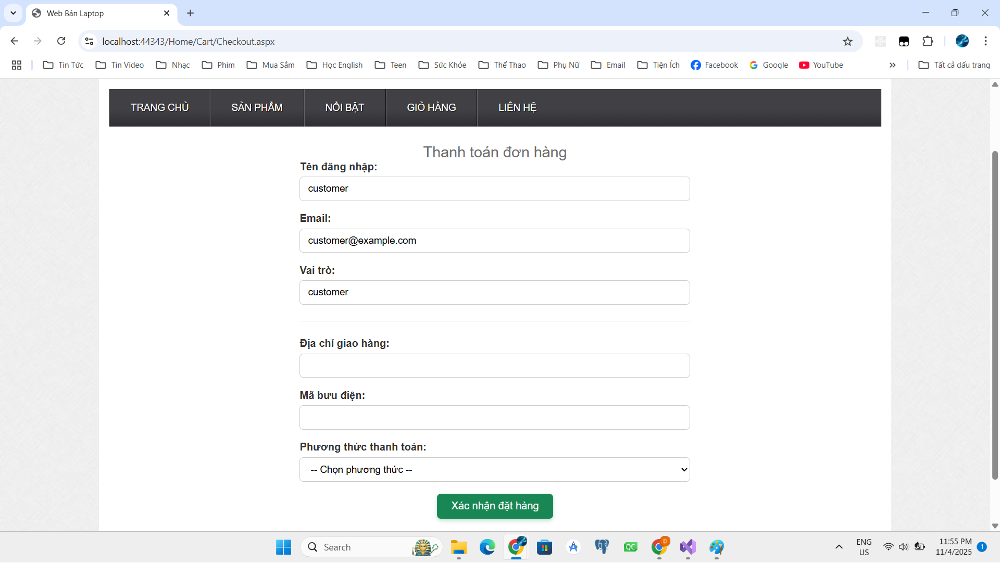 Web Bán Laptop
localhost:44343/Home/Cart/Checkout.aspx
Tin Tức Tin Video Nhạc Phim Mua Sắm Học English Teen Sức Khỏe Thể Thao Phụ Nữ Email Tiện Ích Facebook Google YouTube » Tất cả dấu trang
TRANG CHỦ SẢN PHẨM NỔI BẬT GIỎ HÀNG LIÊN HỆ
Thanh toán đơn hàng
Tên đăng nhập:
customer
Email:
customer@example.com
Vai trò:
customer
Địa chỉ giao hàng:
Mã bưu điện:
Phương thức thanh toán:
-- Chọn phương thức --
Xác nhận đặt hàng
Search
QC
D
ENG
US
11:55 PM
11/4/2025
1